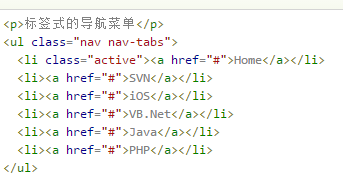 <p>标签式的导航菜单</p>
<ul class="nav nav-tabs">
  <li class="active"><a href="#">Home</a></li>
  <li><a href="#">SVN</a></li>
  <li><a href="#">iOS</a></li>
  <li><a href="#">VB.Net</a></li>
  <li><a href="#">Java</a></li>
  <li><a href="#">PHP</a></li>
</ul>